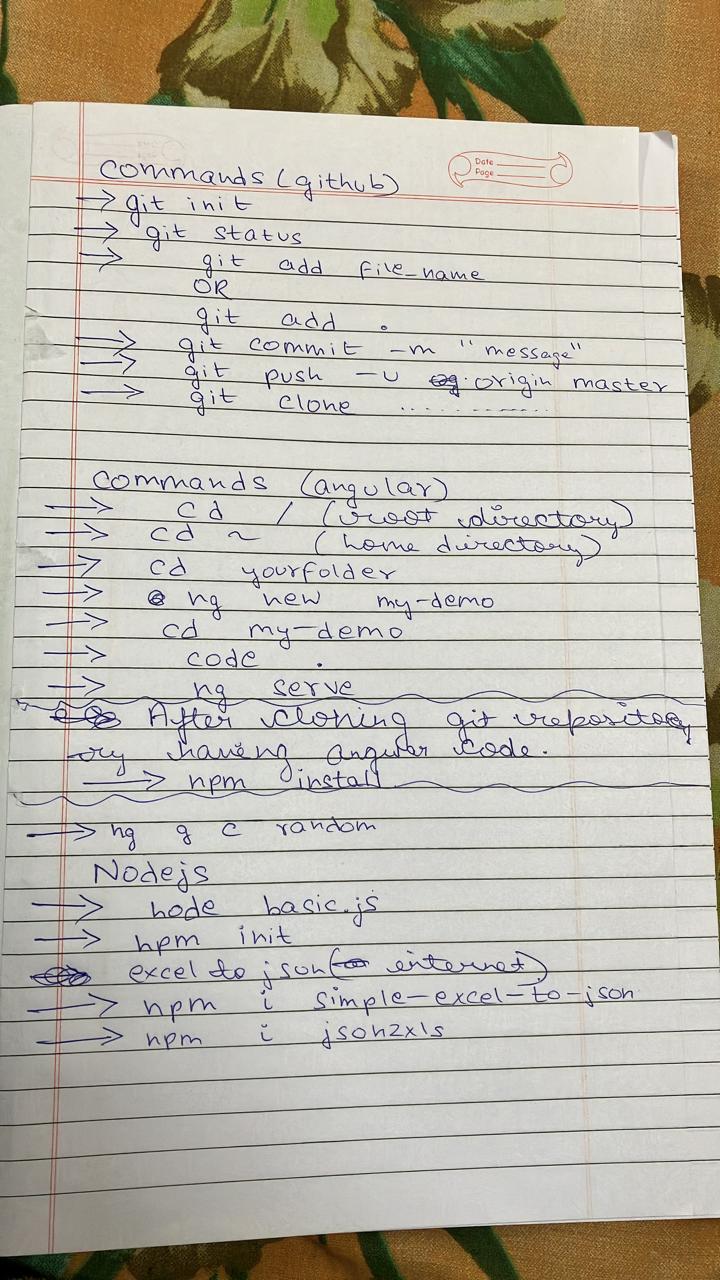 Date
Page
commands (github)
→ git init
→ git status
→ git add file_name
OR
git add .
→ git commit -m "message"
→ git push -u origin master
→ git clone ............
commands (angular)
→ cd / (root directory)
→ cd ~ (home directory)
→ cd yourfolder
→ ng new my-demo
→ cd my-demo
→ code .
→ ng serve
After cloning git repository
-ry having angular code.
→ npm install
→ ng g c random
Nodejs
→ node basic.js
→ npm init
excel to json (internet)
→ npm i simple-excel-to-json
→ npm i json2xls